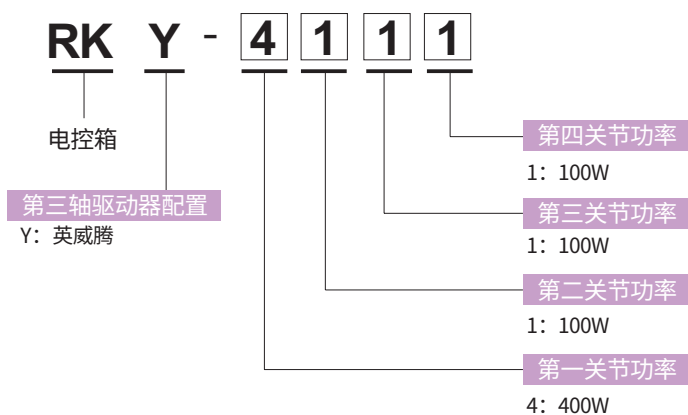 RK Y - 4 1 1 1
电控箱
第三轴驱动器配置
Y：英威腾
第四关节功率
1：100W
第三关节功率
1：100W
第二关节功率
1：100W
第一关节功率
4：400W